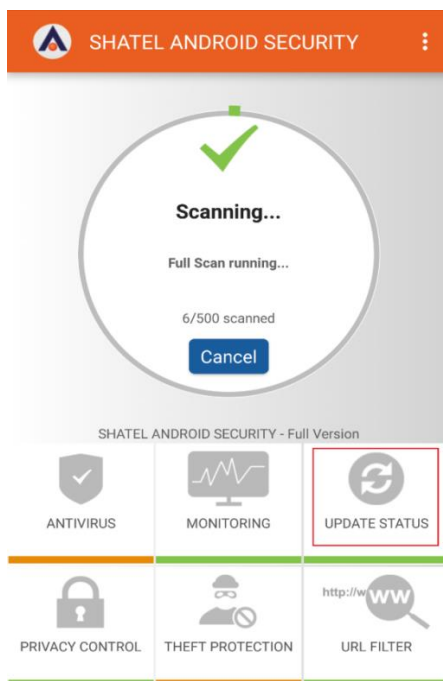 SHATEL ANDROID SECURITY
Scanning...
Full Scan running...
6/500 scanned
Cancel
SHATEL ANDROID SECURITY - Full Version
ANTIVIRUS
MONITORING
UPDATE STATUS
http://w
WW
PRIVACY CONTROL
THEFT PROTECTION
URL FILTER